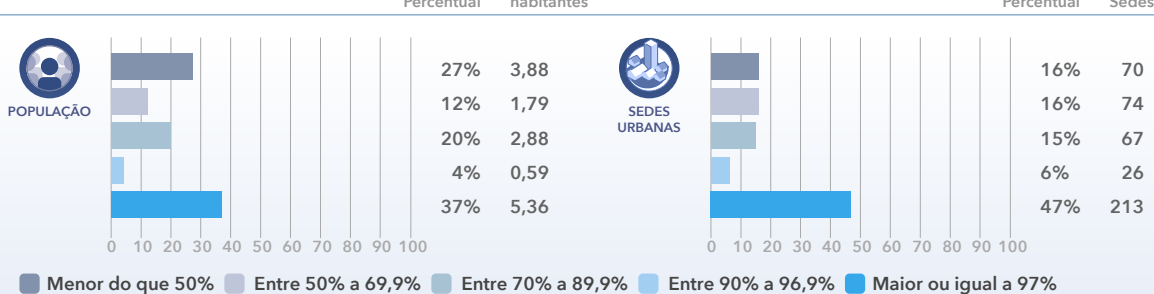 Percentual habitantes Percentual Sedes
POPULAÇÃO
27% 3,88
12% 1,79
20% 2,88
4% 0,59
37% 5,36
0 10 20 30 40 50 60 70 80 90 100
SEDES
URBANAS
16% 70
16% 74
15% 67
6% 26
47% 213
0 10 20 30 40 50 60 70 80 90 100
Menor do que 50% Entre 50% a 69,9% Entre 70% a 89,9% Entre 90% a 96,9% Maior ou igual a 97%